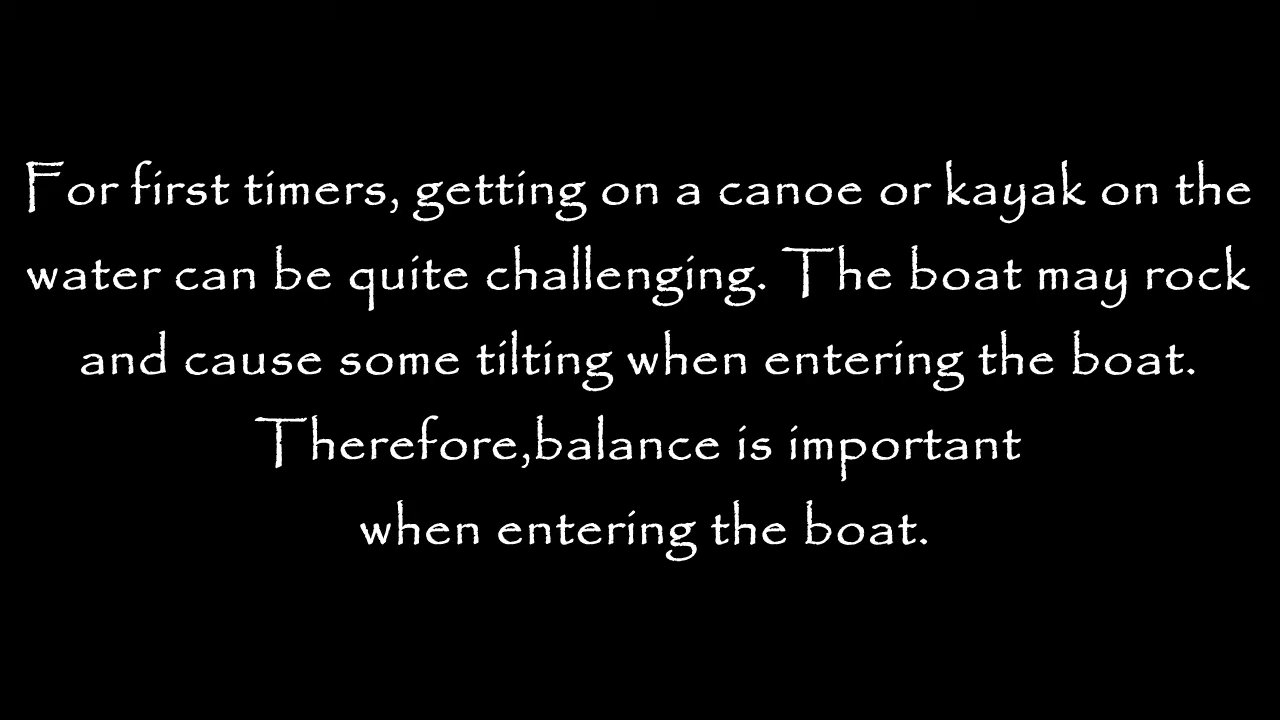 For first timers, getting on a canoe or kayak on the
water can be quite challenging. The boat may rock
and cause some tilting when entering the boat.
Therefore,balance is important
when entering the boat.